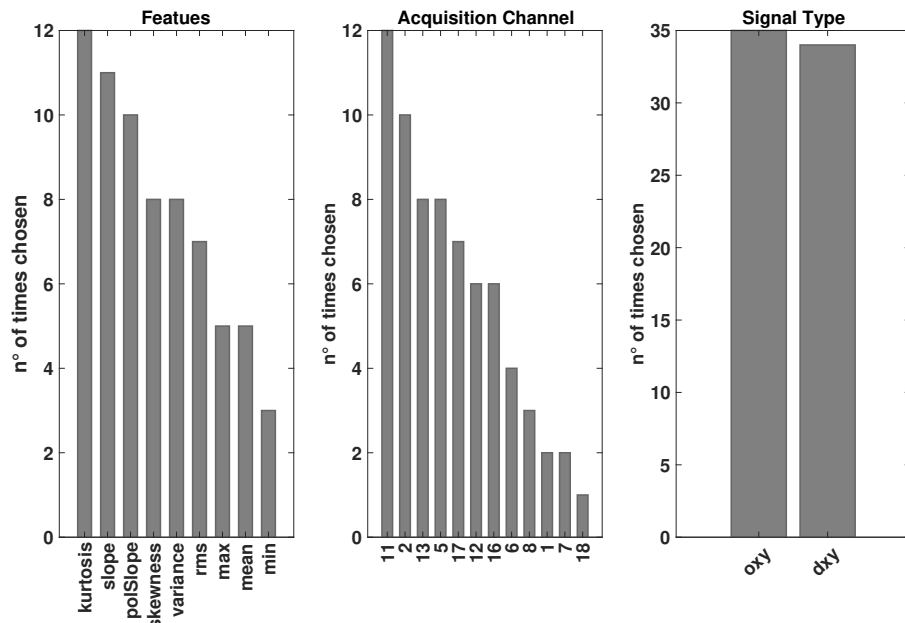 Featues
n° of times chosen
12
10
8
6
4
2
0
kurtosis
slope
polSlope
skewness
variance
rms
max
mean
min
Acquisition Channel
n° of times chosen
12
10
8
6
4
2
0
11
2
13
5
17
12
16
6
8
1
7
18
Signal Type
n° of times chosen
35
30
25
20
15
10
5
0
oxy
dxy